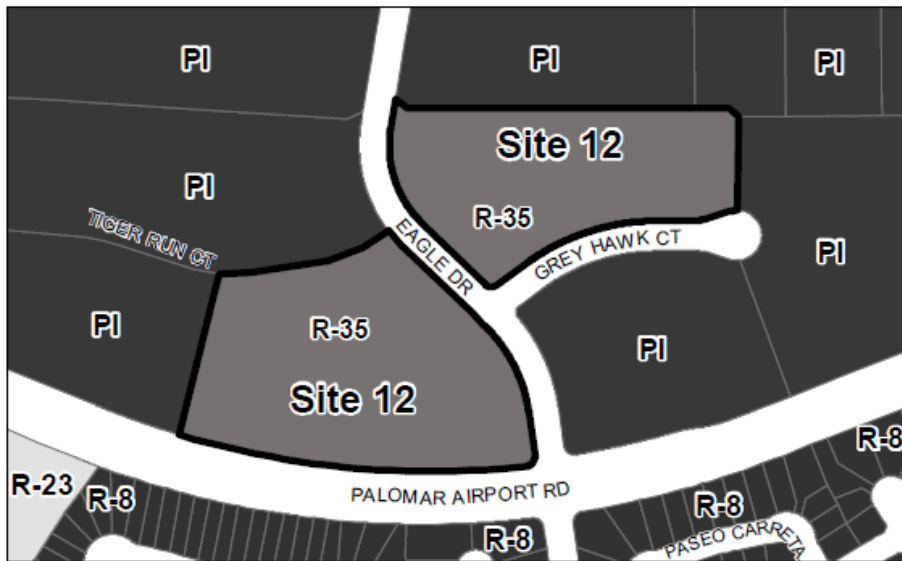 PI
PI
PI
Site 12
PI
R-35
TIGER RUN CT
EAGLE DR
GREY HAWK CT
PI
PI
R-35
PI
Site 12
R-8
R-23
R-8
PALOMAR AIRPORT RD
R-8
R-8
PASEO CARRETA